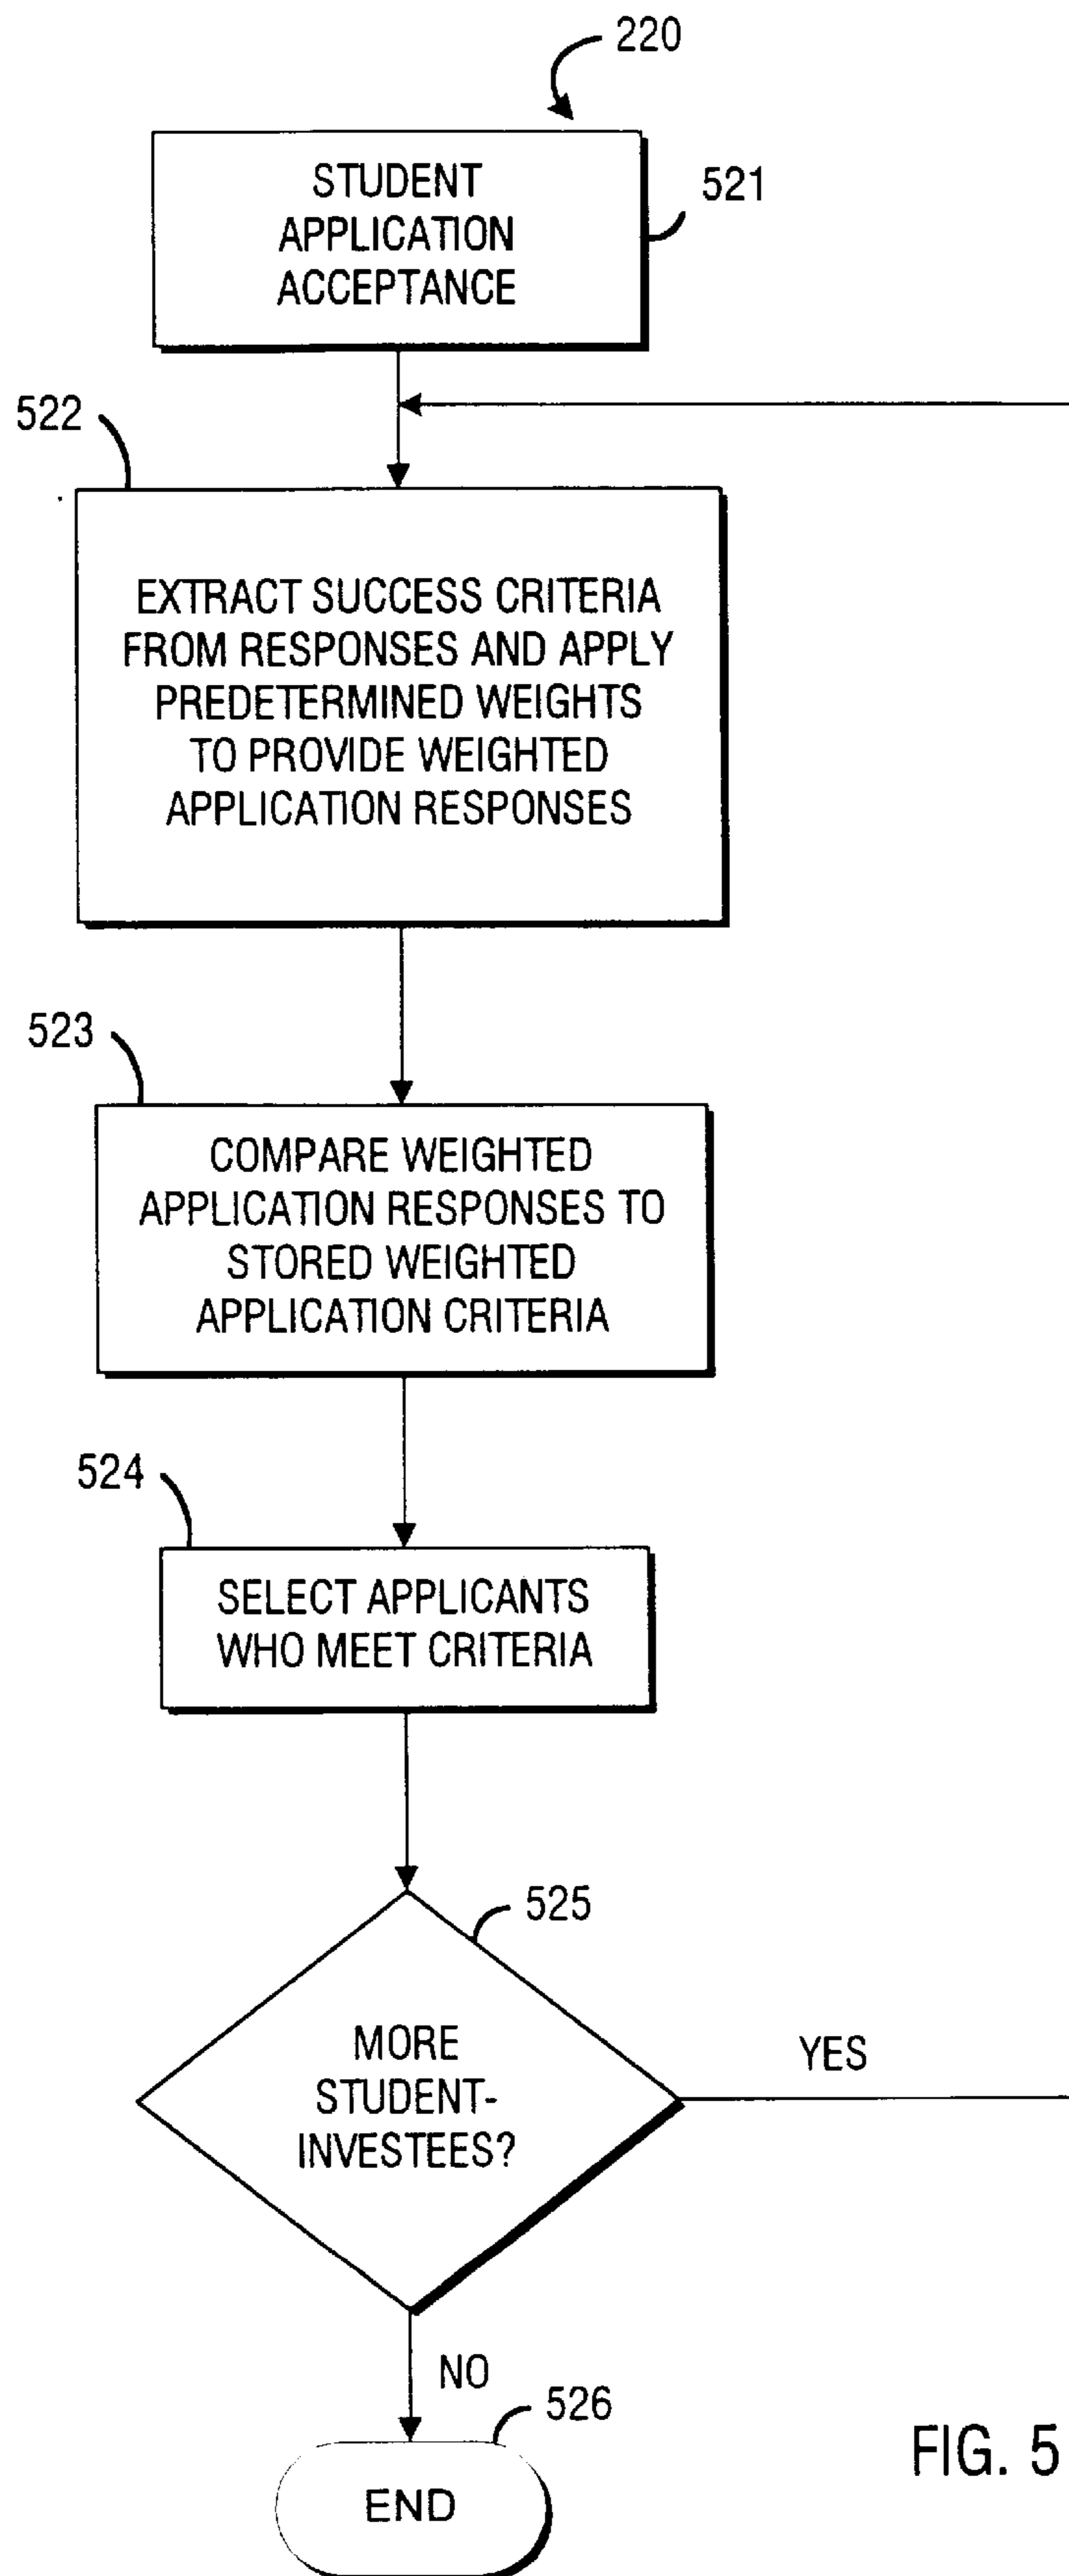 220
STUDENT
APPLICATION
ACCEPTANCE
521
522
EXTRACT SUCCESS CRITERIA
FROM RESPONSES AND APPLY
PREDETERMINED WEIGHTS
TO PROVIDE WEIGHTED
APPLICATION RESPONSES
523
COMPARE WEIGHTED
APPLICATION RESPONSES TO
STORED WEIGHTED
APPLICATION CRITERIA
524
SELECT APPLICANTS
WHO MEET CRITERIA
525
MORE
STUDENT-
INVESTEES?
YES
NO
526
END
FIG. 5